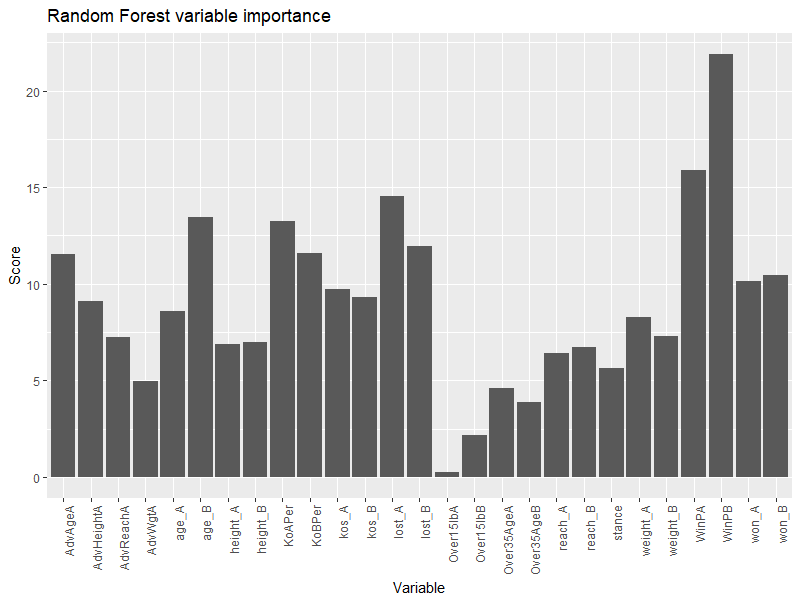 Random Forest variable importance
Score
20
15
10
5
0
AdvAgeA
AdvHeightA
AdvReachA
AdvWgtA
age_A
age_B
height_A
height_B
KoAPer
KoBPer
kos_A
kos_B
lost_A
lost_B
Over15lbA
Over15lbB
Over35AgeA
Over35AgeB
reach_A
reach_B
stance
weight_A
weight_B
WinPA
WinPB
won_A
won_B
Variable